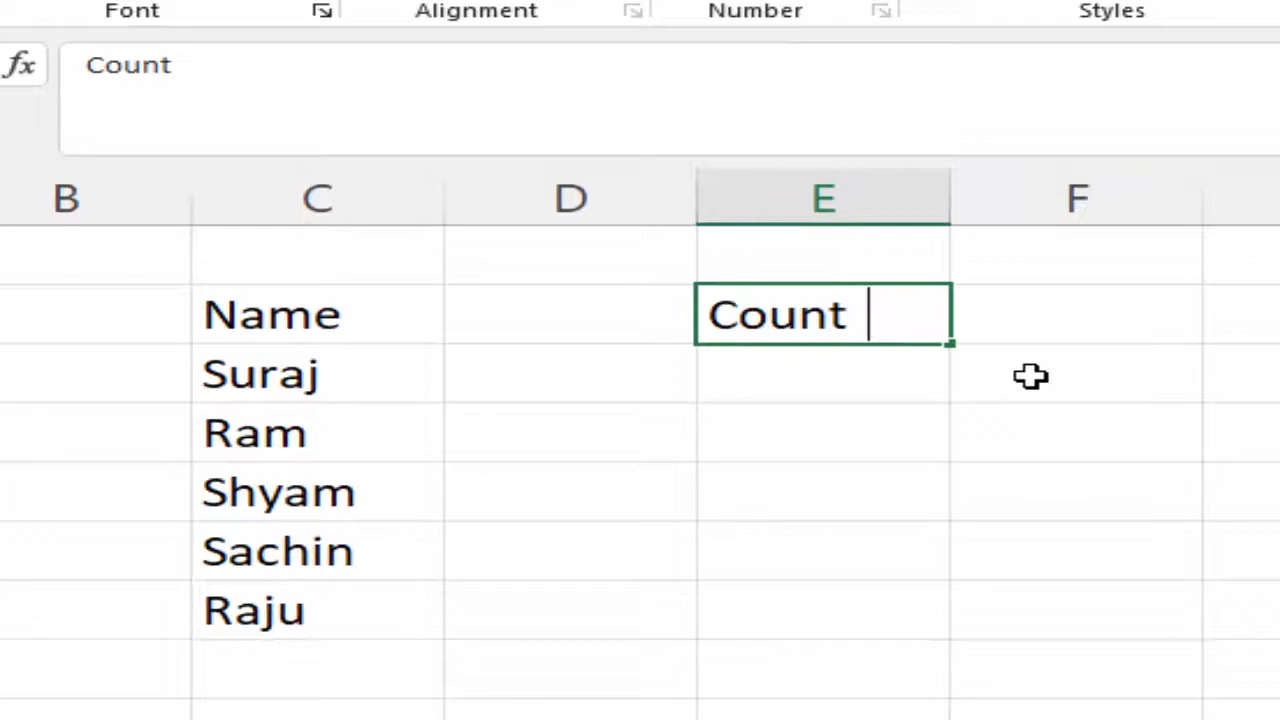 Font Alignment Number Styles
fx Count
B C D E F
Name Count
Suraj
Ram
Shyam
Sachin
Raju